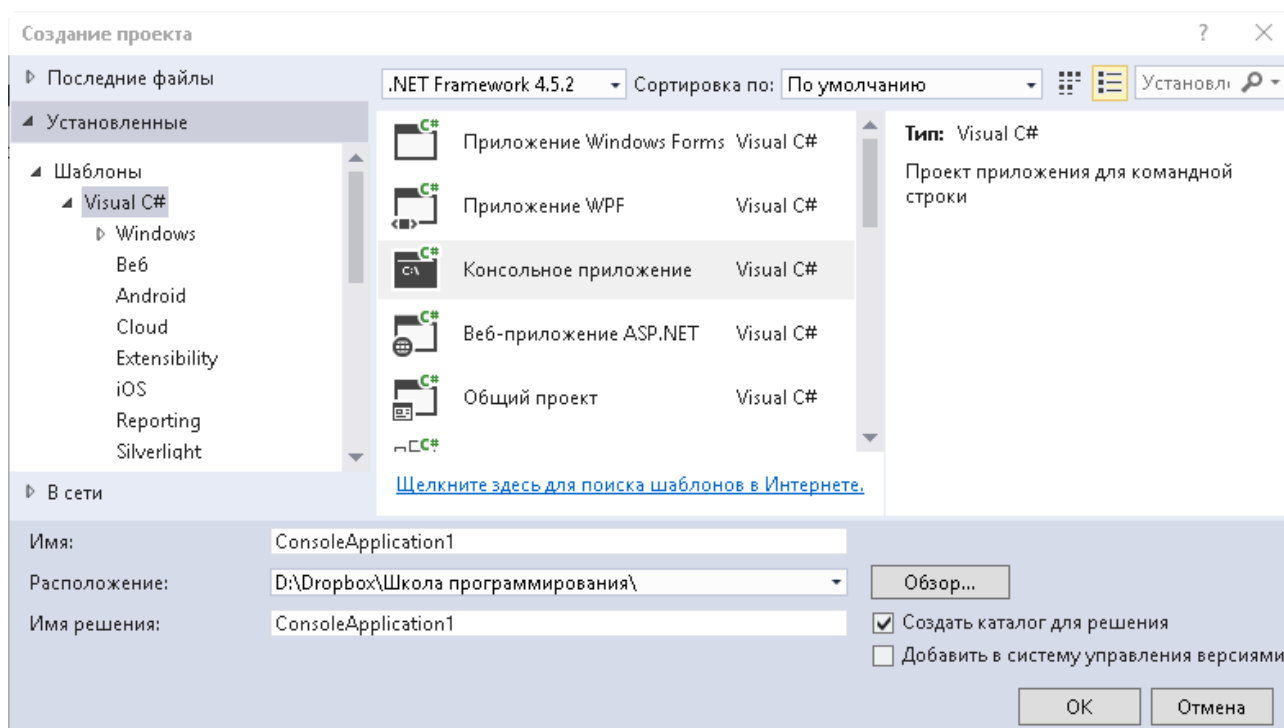 Создание проекта
?
Последние файлы
.NET Framework 4.5.2
Сортировка по:
По умолчанию
Установленные
Шаблоны
Visual C#
Windows
Веб
Android
Cloud
Extensibility
iOS
Reporting
Silverlight
В сети
C# Приложение Windows Forms Visual C#
C# Приложение WPF Visual C#
C# C:\ Консольное приложение Visual C#
C# Веб-приложение ASP.NET Visual C#
C# Общий проект Visual C#
C#
Щелкните здесь для поиска шаблонов в Интернете.
Тип: Visual C#
Проект приложения для командной
строки
Имя: ConsoleApplication1
Расположение: D:\Dropbox\Школа программирования\
Обзор...
Имя решения: ConsoleApplication1
Создать каталог для решения
Добавить в систему управления версиями
OK
Отмена